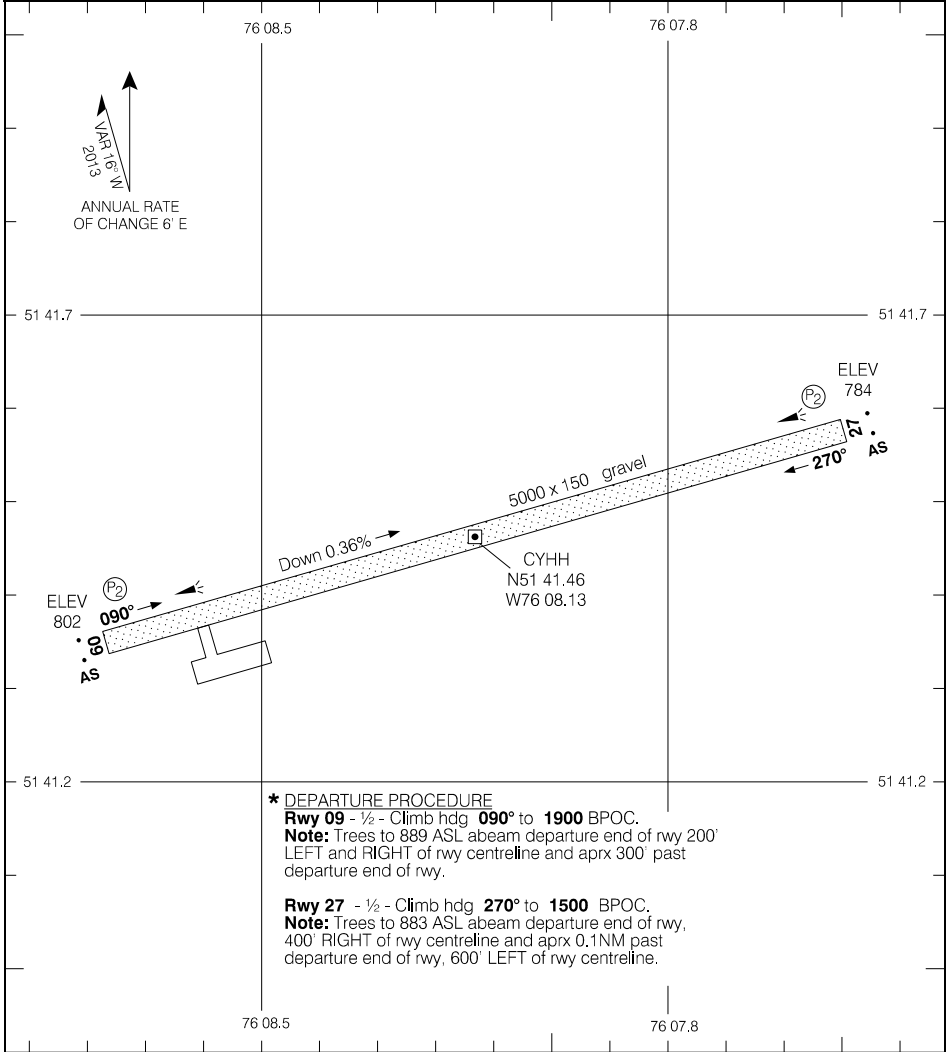 76 08.5
76 07.8
VAR 16° W
2013
ANNUAL RATE
OF CHANGE 6' E
51 41.7
51 41.7
ELEV
784
P2
27
AS
270°
5000 x 150 gravel
Down 0.36%
CYHH
N51 41.46
W76 08.13
P2
ELEV
802
090°
09
AS
51 41.2
51 41.2
* DEPARTURE PROCEDURE
Rwy 09 - ½ - Climb hdg 090° to 1900 BPOC.
Note: Trees to 889 ASL abeam departure end of rwy 200'
LEFT and RIGHT of rwy centreline and aprx 300' past
departure end of rwy.
Rwy 27 - ½ - Climb hdg 270° to 1500 BPOC.
Note: Trees to 883 ASL abeam departure end of rwy,
400' RIGHT of rwy centreline and aprx 0.1NM past
departure end of rwy, 600' LEFT of rwy centreline.
76 08.5
76 07.8